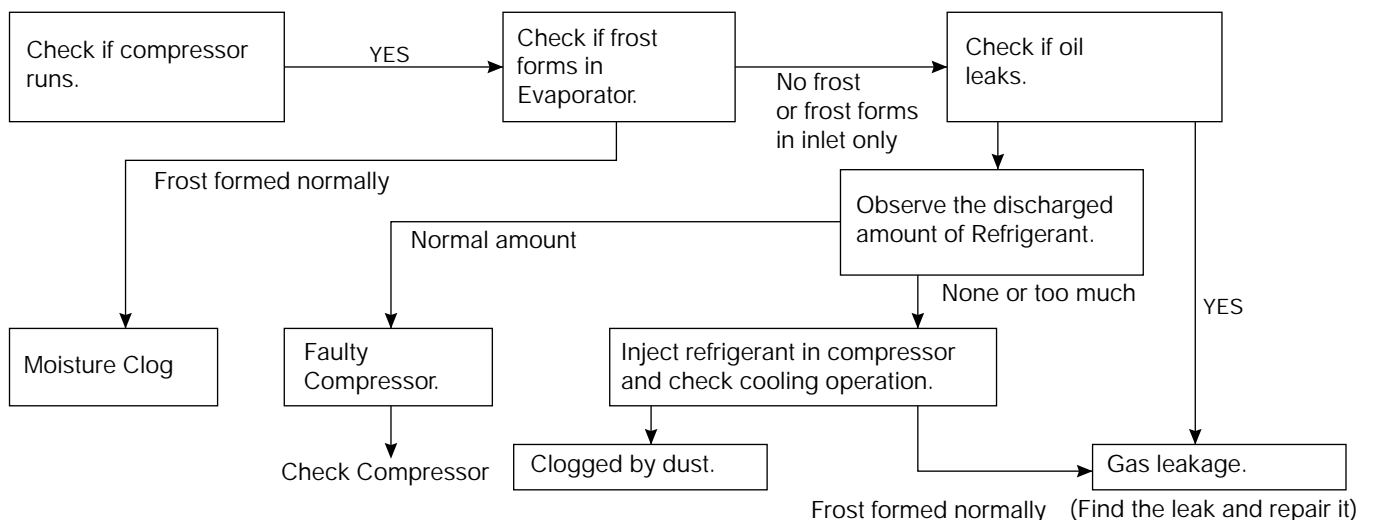 Check if compressor
runs.
YES
Check if frost
forms in
Evaporator.
No frost
or frost forms
in inlet only
Check if oil
leaks.
Frost formed normally
Observe the discharged
amount of Refrigerant.
Normal amount
None or too much
YES
Moisture Clog
Faulty
Compressor.
Inject refrigerant in compressor
and check cooling operation.
Check Compressor
Clogged by dust.
Gas leakage.
Frost formed normally
(Find the leak and repair it)